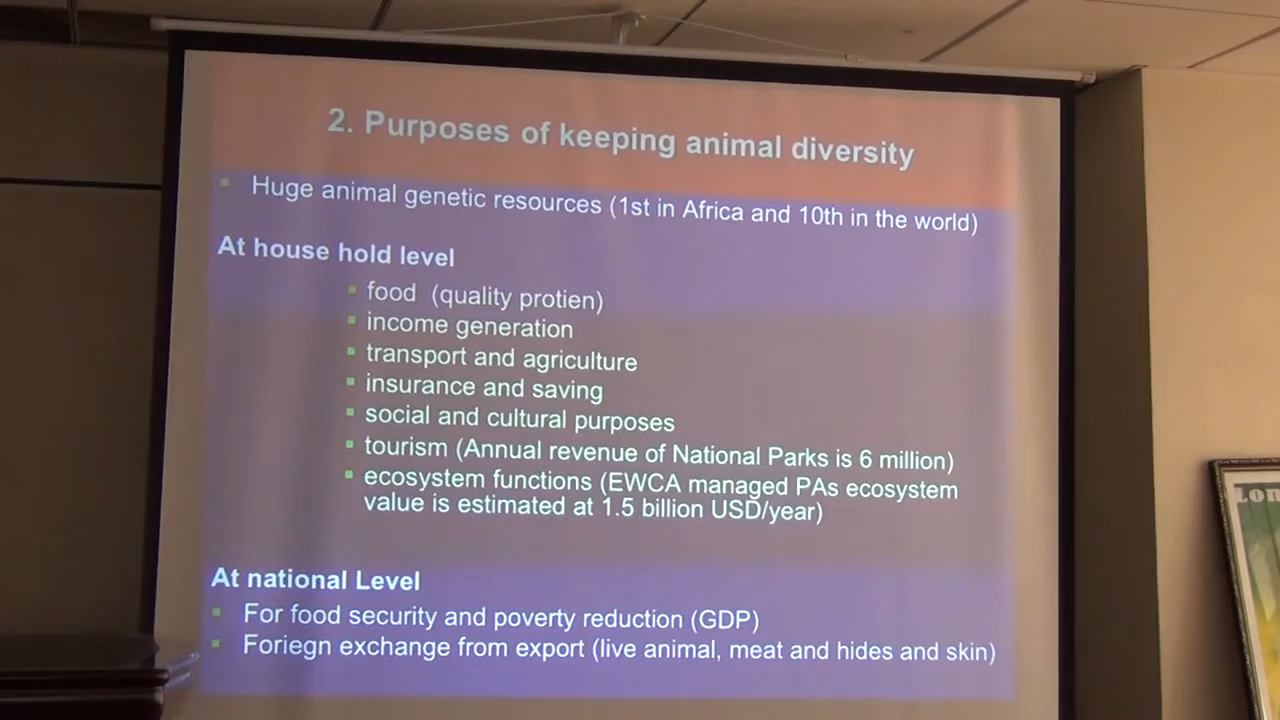 2. Purposes of keeping animal diversity
Huge animal genetic resources (1st in Africa and 10th in the world)
At house hold level
food (quality protien)
income generation
transport and agriculture
insurance and saving
social and cultural purposes
tourism (Annual revenue of National Parks is 6 million)
ecosystem functions (EWCA managed PAs ecosystem
value is estimated at 1.5 billion USD/year)
At national Level
For food security and poverty reduction (GDP)
Foriegn exchange from export (live animal, meat and hides and skin)